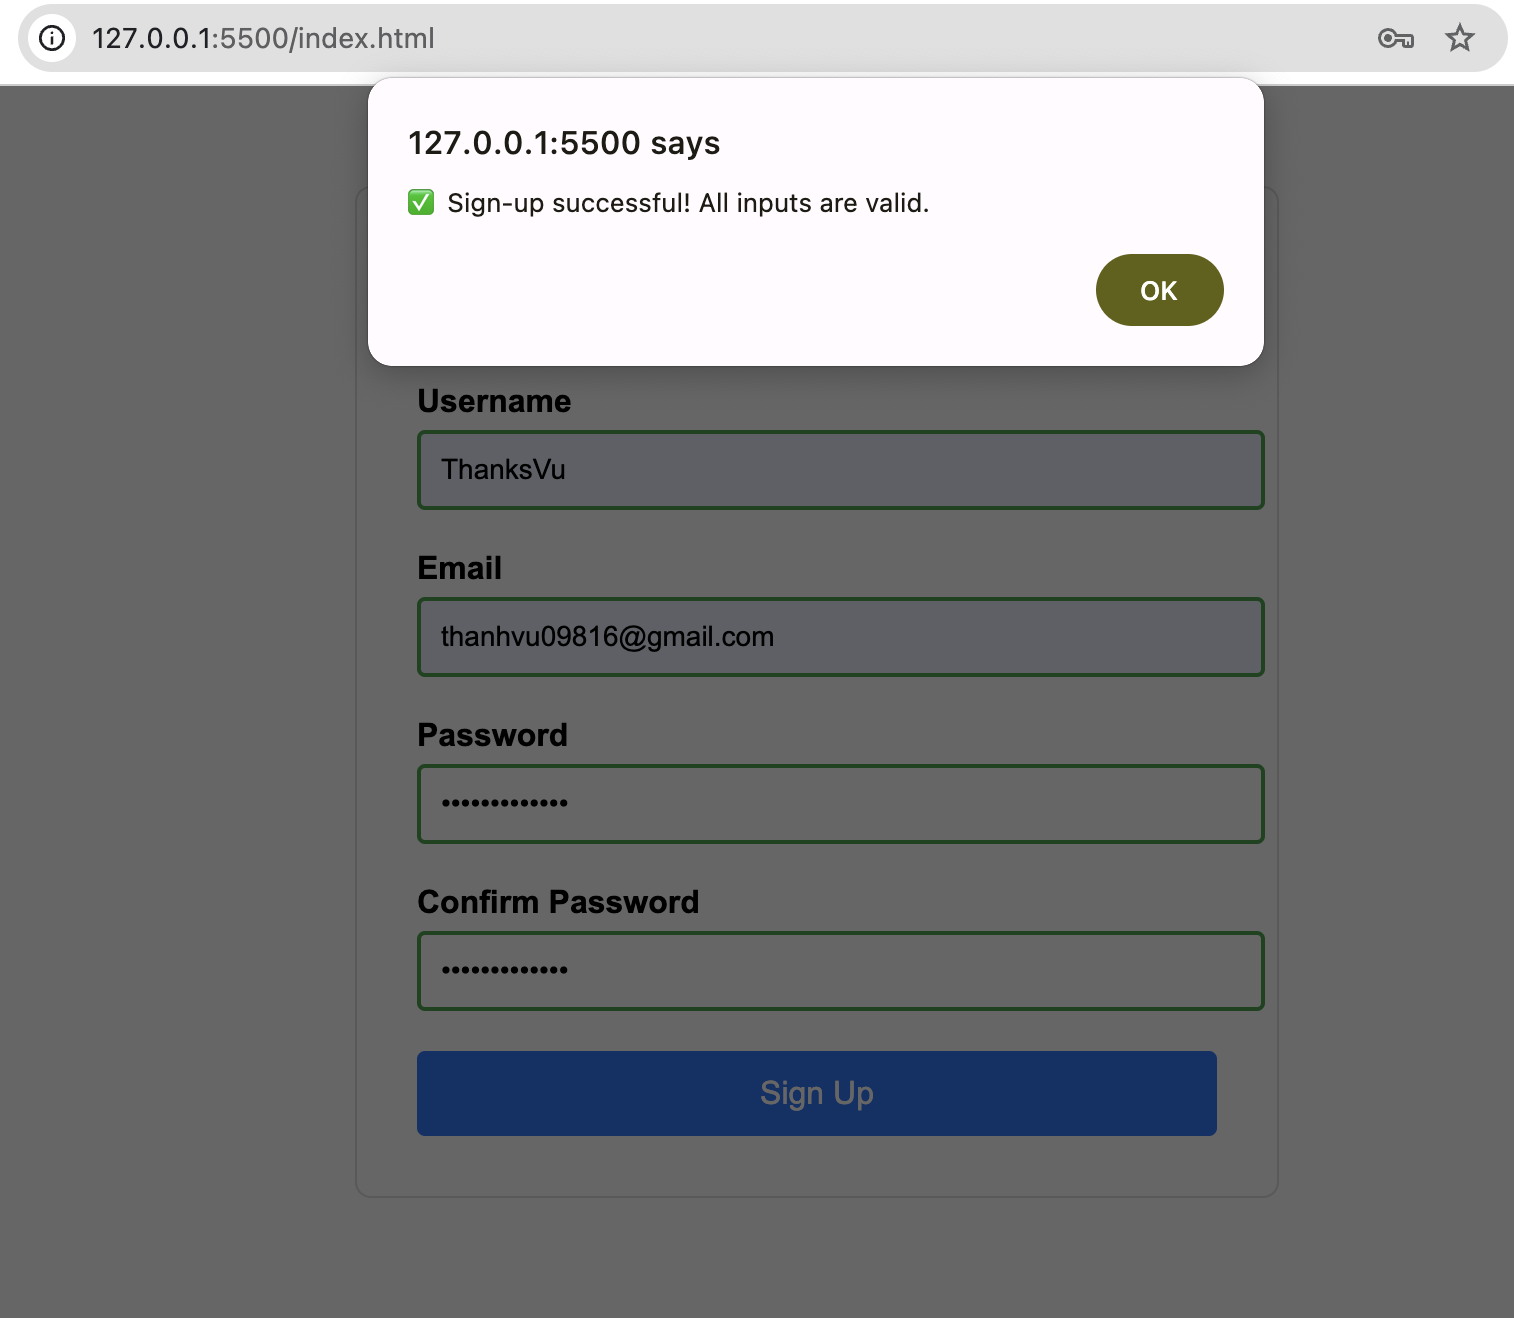 127.0.0.1:5500/index.html
127.0.0.1:5500 says
✅ Sign-up successful! All inputs are valid.
OK
Username
ThanksVu
Email
thanhvu09816@gmail.com
Password
•••••••••••••
Confirm Password
•••••••••••••
Sign Up